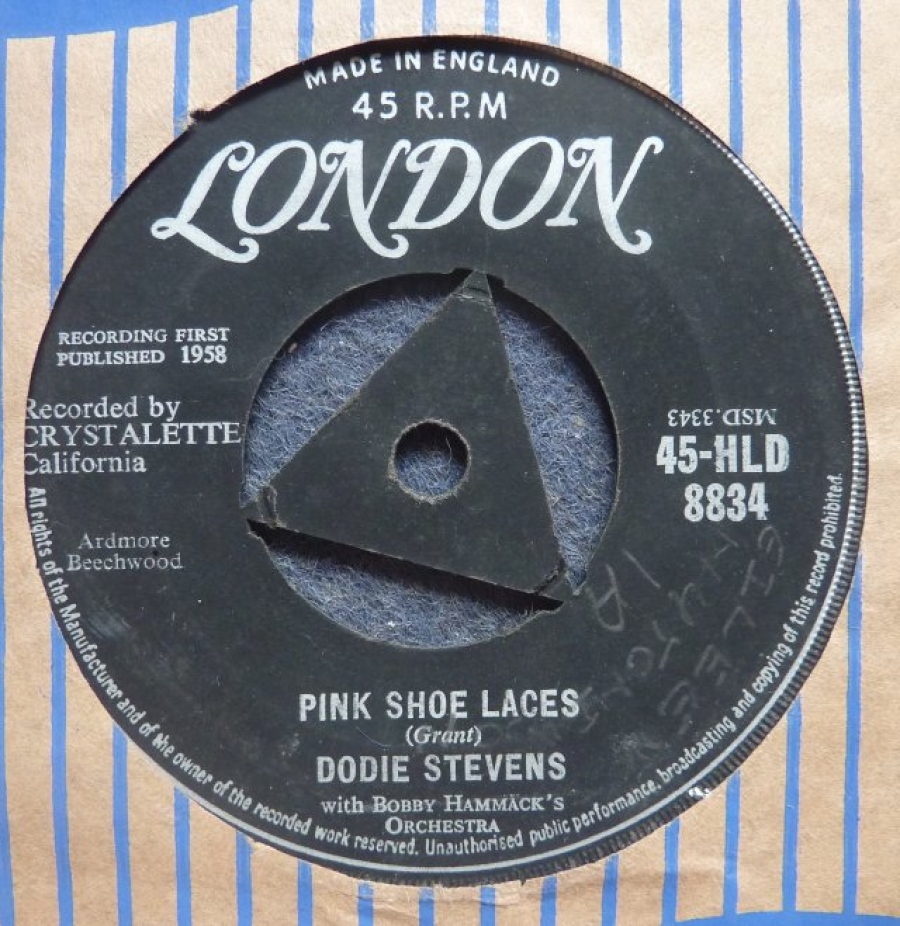 MADE IN ENGLAND
45 R.P.M
LONDON
RECORDING FIRST
PUBLISHED 1958
Recorded by
CRYSTALETTE
California
Ardmore
Beechwood
MSD.3343
45-HLD
8834
PINK SHOE LACES
(Grant)
DODIE STEVENS
with BOBBY HAMMÄCK'S
ORCHESTRA
All rights of the Manufacturer and of the owner of the recorded work reserved. Unauthorised public performance, broadcasting and copying of this record prohibited.